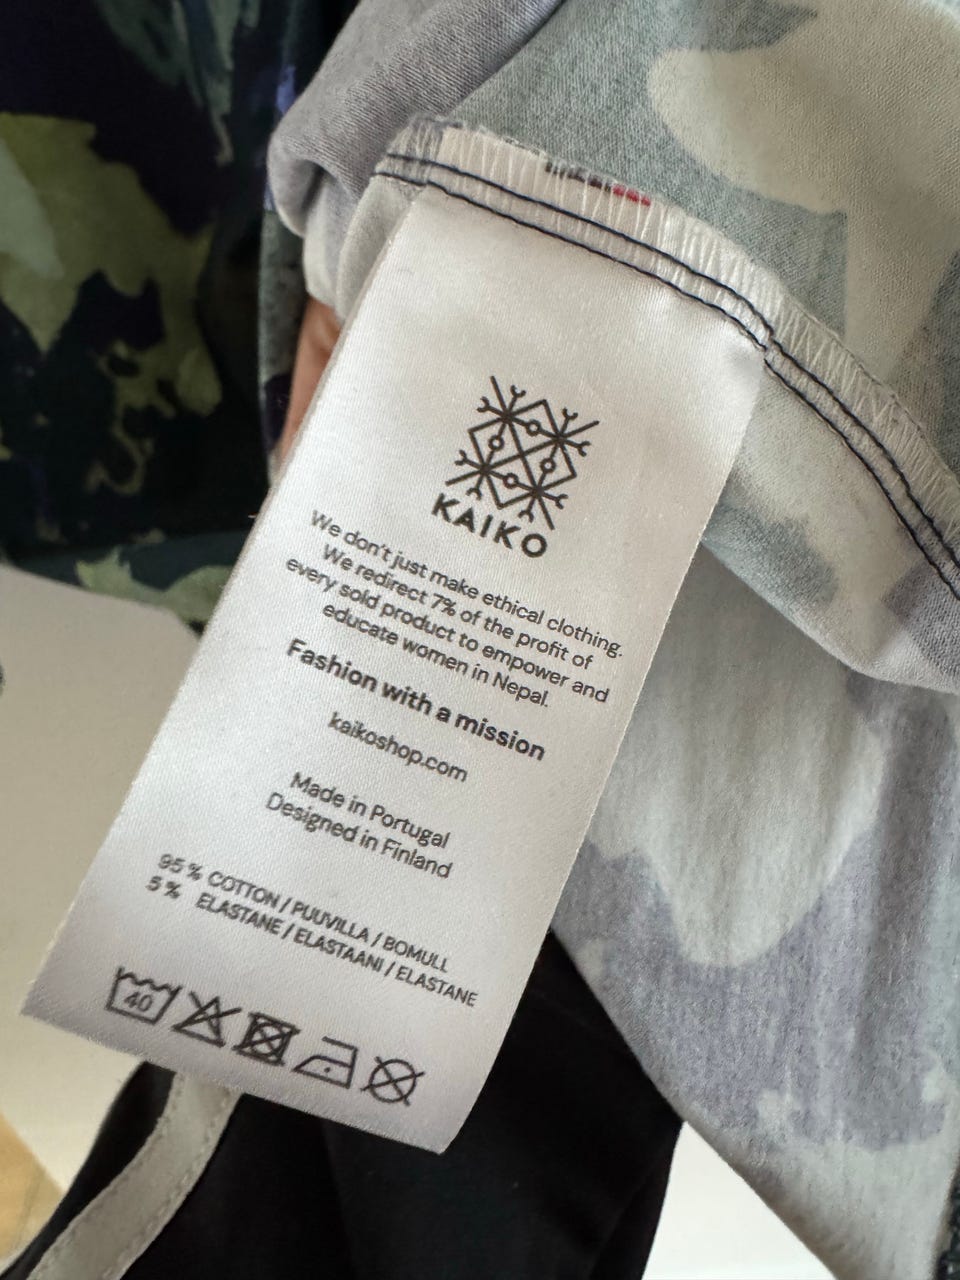 KAIKO
We don't just make ethical clothing.
We redirect 7% of the profit of
every sold product to empower and
educate women in Nepal.
Fashion with a mission
kaikoshop.com
Made in Portugal
Designed in Finland
95 % COTTON / PUUVILLA / BOMULL
5 % ELASTANE / ELASTAANI / ELASTANE
40